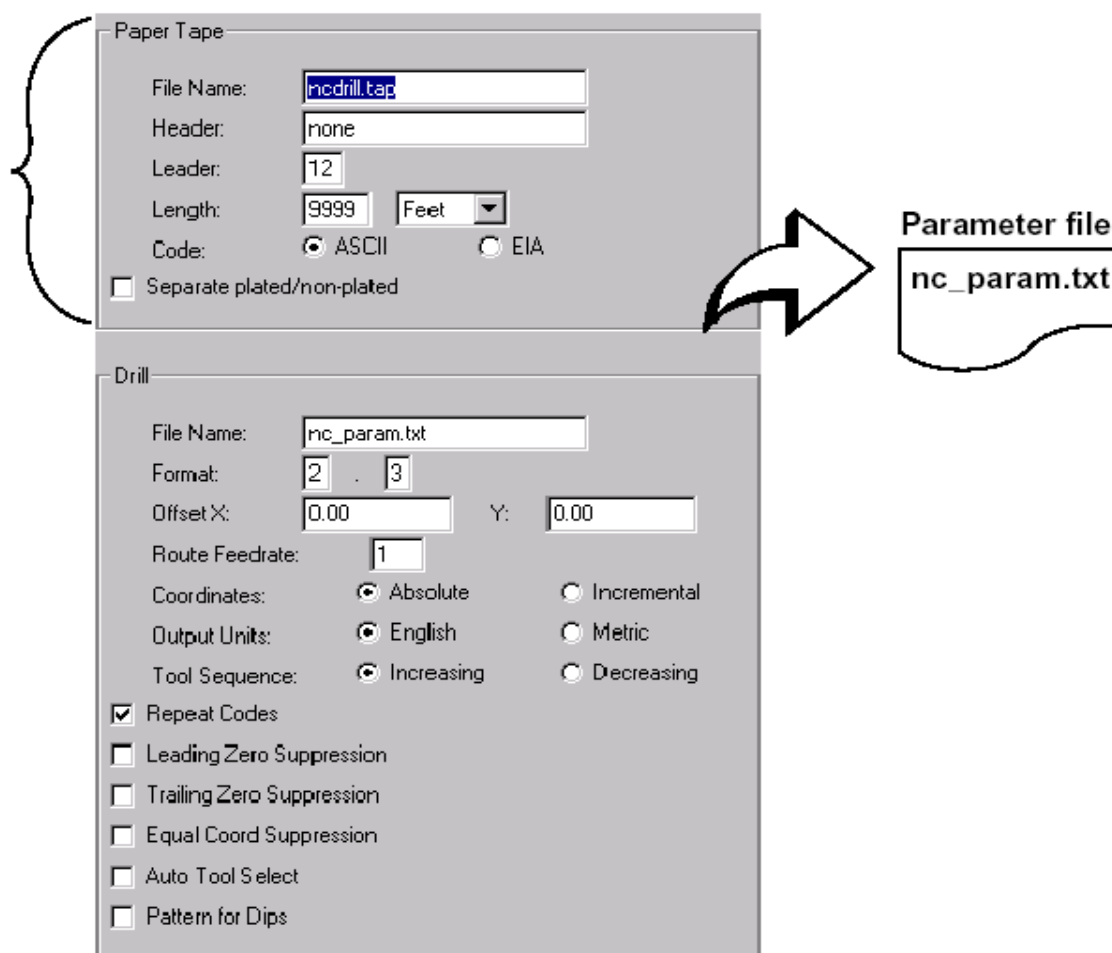 Paper Tape
File Name: ncdrill.tap
Header: none
Leader: 12
Length: 9999 Feet
Code: ASCII EIA
Separate plated/non-plated
Parameter file
nc_param.txt
Drill
File Name: nc_param.txt
Format: 2 . 3
Offset X: 0.00 Y: 0.00
Route Feedrate: 1
Coordinates: Absolute Incremental
Output Units: English Metric
Tool Sequence: Increasing Decreasing
Repeat Codes
Leading Zero Suppression
Trailing Zero Suppression
Equal Coord Suppression
Auto Tool Select
Pattern for Dips